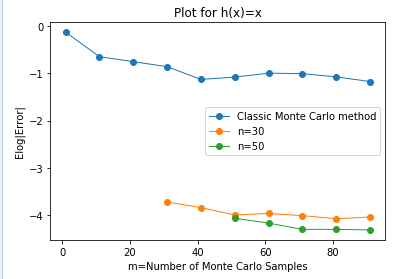 Plot for h(x)=x
0
−1
−2
−3
−4
Elog|Error|
Classic Monte Carlo method
n=30
n=50
0 20 40 60 80
m=Number of Monte Carlo Samples